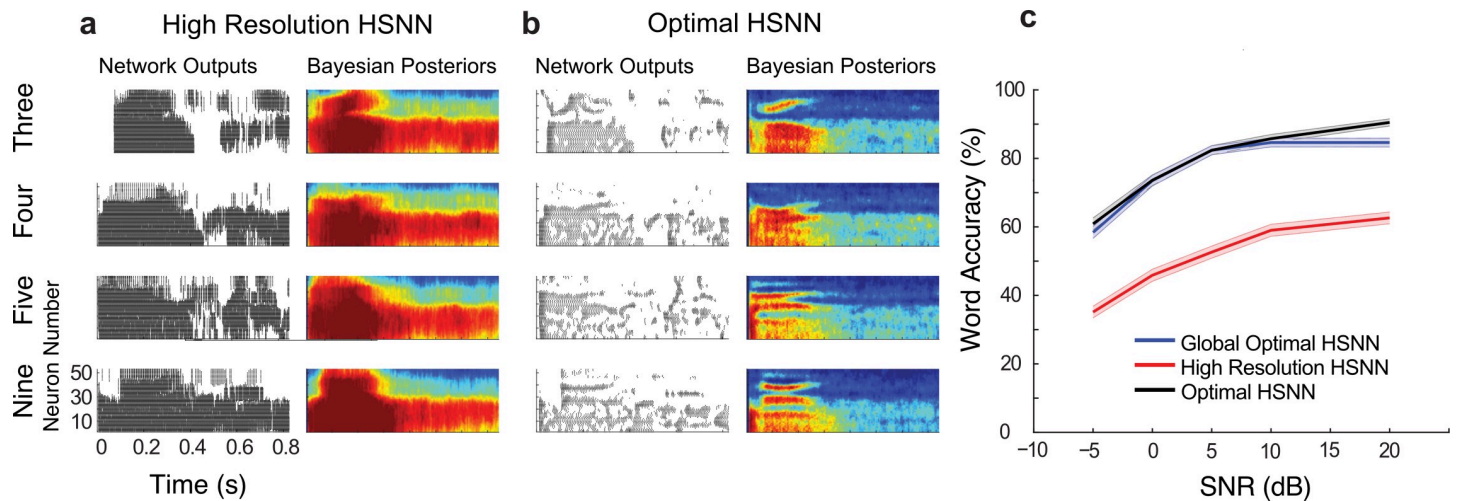 a High Resolution HSNN
Network Outputs Bayesian Posteriors
b Optimal HSNN
Network Outputs Bayesian Posteriors
Three
Four
Five
Nine
Neuron Number
50
30
10
0 0.2 0.4 0.6 0.8
Time (s)
c
Word Accuracy (%)
100
80
60
40
20
0
−10 −5 0 5 10 15 20
SNR (dB)
Global Optimal HSNN
High Resolution HSNN
Optimal HSNN